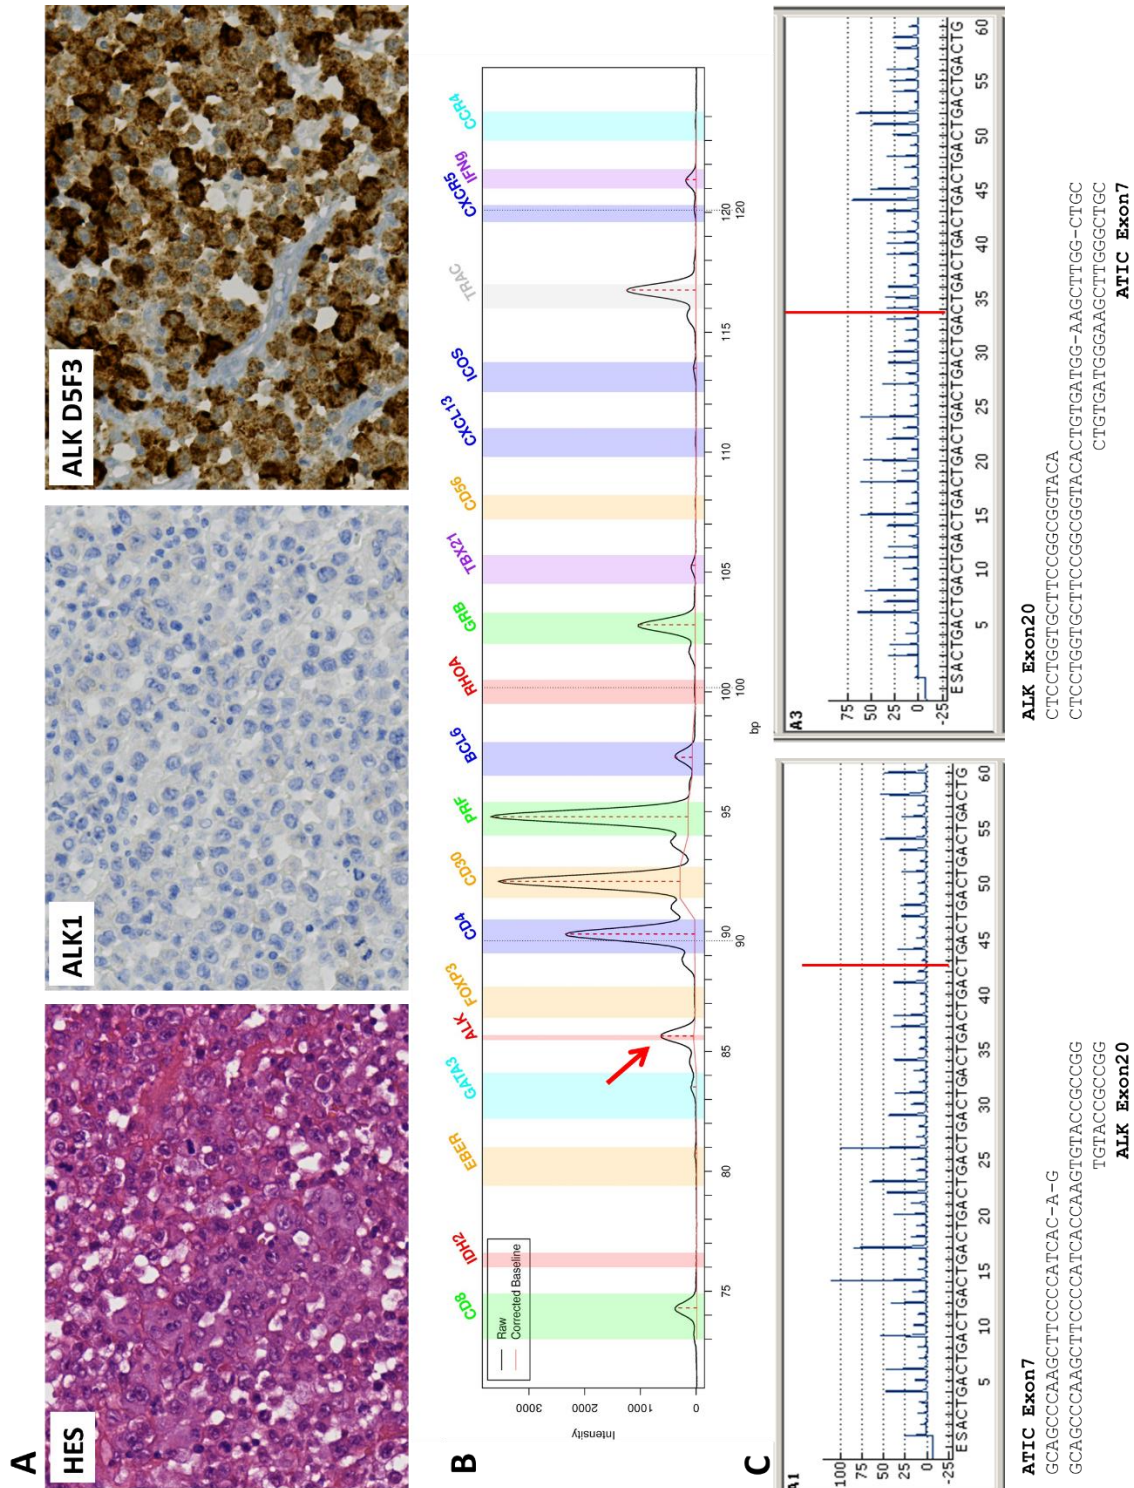 A
HES
ALK1
ALK D5F3
B
CD8
IDH2
EBER
GATA3
ALK
FOXP3
CD4
CD30
PRF
BCL6
RHOA
GRB
TBX21
CD56
CXCL13
ICOS
TRAC
CXCR5
IFNg
CCR4
Raw
Corrected Baseline
Intensity
3000
2000
1000
0
75
80
85
90
95
100
105
110
115
120
90
100
120
bp
C
A1
100
75
50
25
0
-25
ESACTGACTGACTGACTGACTGACTGACTGACTGACTGACTGACTGACTGACTGACTGACTG
5 10 15 20 25 30 35 40 45 50 55 60
ATIC Exon7
GCAGCCCAAGCTTCCCCATCAC-A-G
GCAGCCCAAGCTTCCCCATCACCAAGTGTACCGCCGG
TGTACCGCCGG
ALK Exon20
A3
75
50
25
0
-25
ESACTGACTGACTGACTGACTGACTGACTGACTGACTGACTGACTGACTGACTGACTGACTG
5 10 15 20 25 30 35 40 45 50 55 60
ALK Exon20
CTCCTGGTGCTTCCGGCGGTACA
CTCCTGGTGCTTCCGGCGGTACACTGTGATGG-AAGCTTGG-CTGC
CTGTGATGGGAAGCTTGGGCTGC
ATIC Exon7